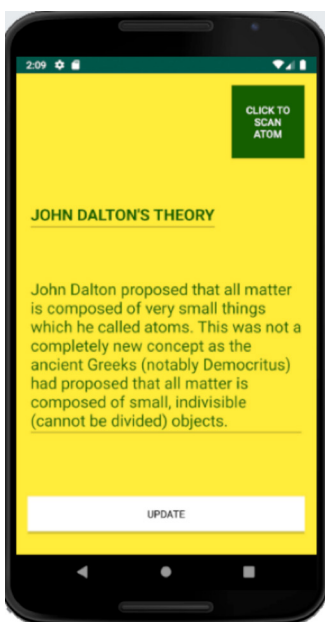 2:09
CLICK TO
SCAN
ATOM
JOHN DALTON'S THEORY
John Dalton proposed that all matter
is composed of very small things
which he called atoms. This was not a
completely new concept as the
ancient Greeks (notably Democritus)
had proposed that all matter is
composed of small, indivisible
(cannot be divided) objects.
UPDATE